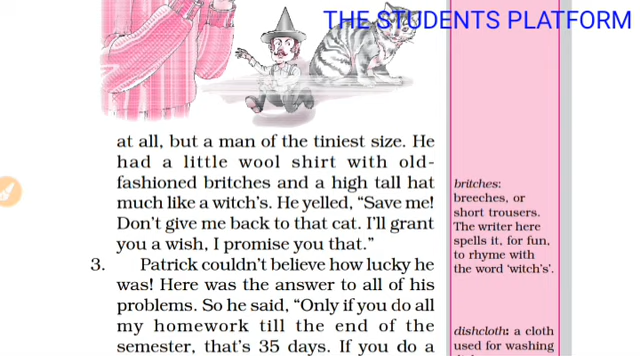 THE STUDENTS PLATFORM
at all, but a man of the tiniest size. He
had a little wool shirt with old-
fashioned britches and a high tall hat
much like a witch's. He yelled, “Save me!
Don't give me back to that cat. I'll grant
you a wish, I promise you that.”
3. Patrick couldn't believe how lucky he
was! Here was the answer to all of his
problems. So he said, “Only if you do all
my homework till the end of the
semester, that's 35 days. If you do a
britches:
breeches, or
short trousers.
The writer here
spells it, for fun,
to rhyme with
the word ‘witch's’.
dishcloth: a cloth
used for washing